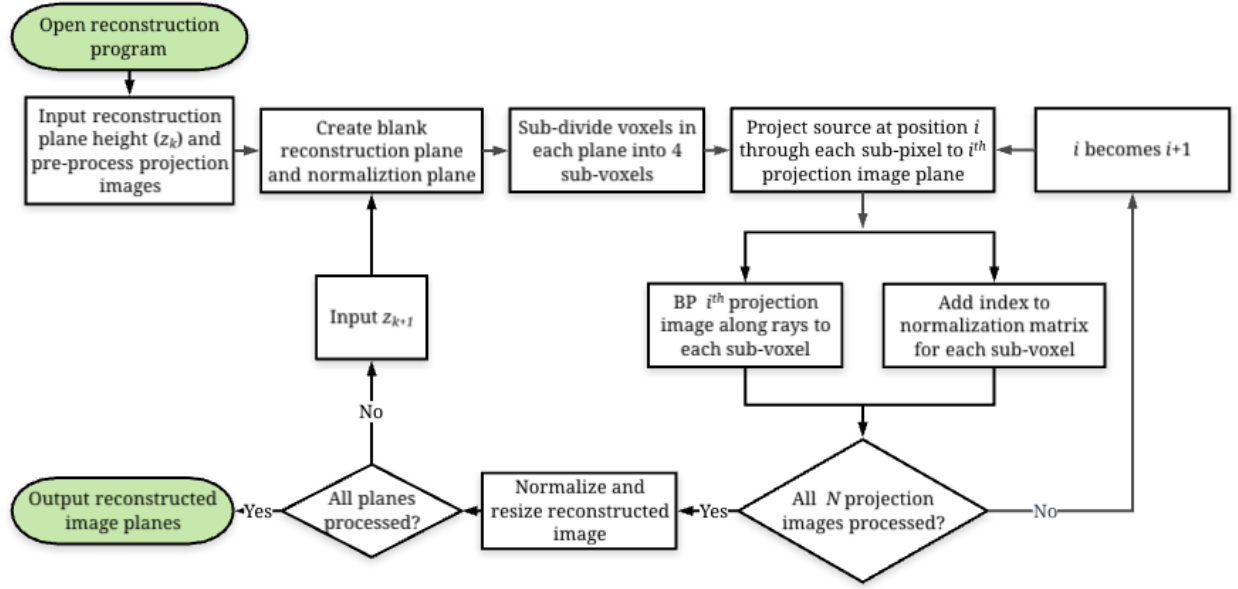 Open reconstruction
program
Input reconstruction
plane height (zₖ) and
pre-process projection
images
Create blank
reconstruction plane
and normaliztion plane
Sub-divide voxels in
each plane into 4
sub-voxels
Project source at position i
through each sub-pixel to iᵗʰ
projection image plane
i becomes i+1
Input zₖ₊₁
BP iᵗʰ projection
image along rays to
each sub-voxel
Add index to
normalization matrix
for each sub-voxel
No
Output reconstructed
image planes
Yes
All planes
processed?
Normalize and
resize reconstructed
image
Yes
All N projection
images processed?
No